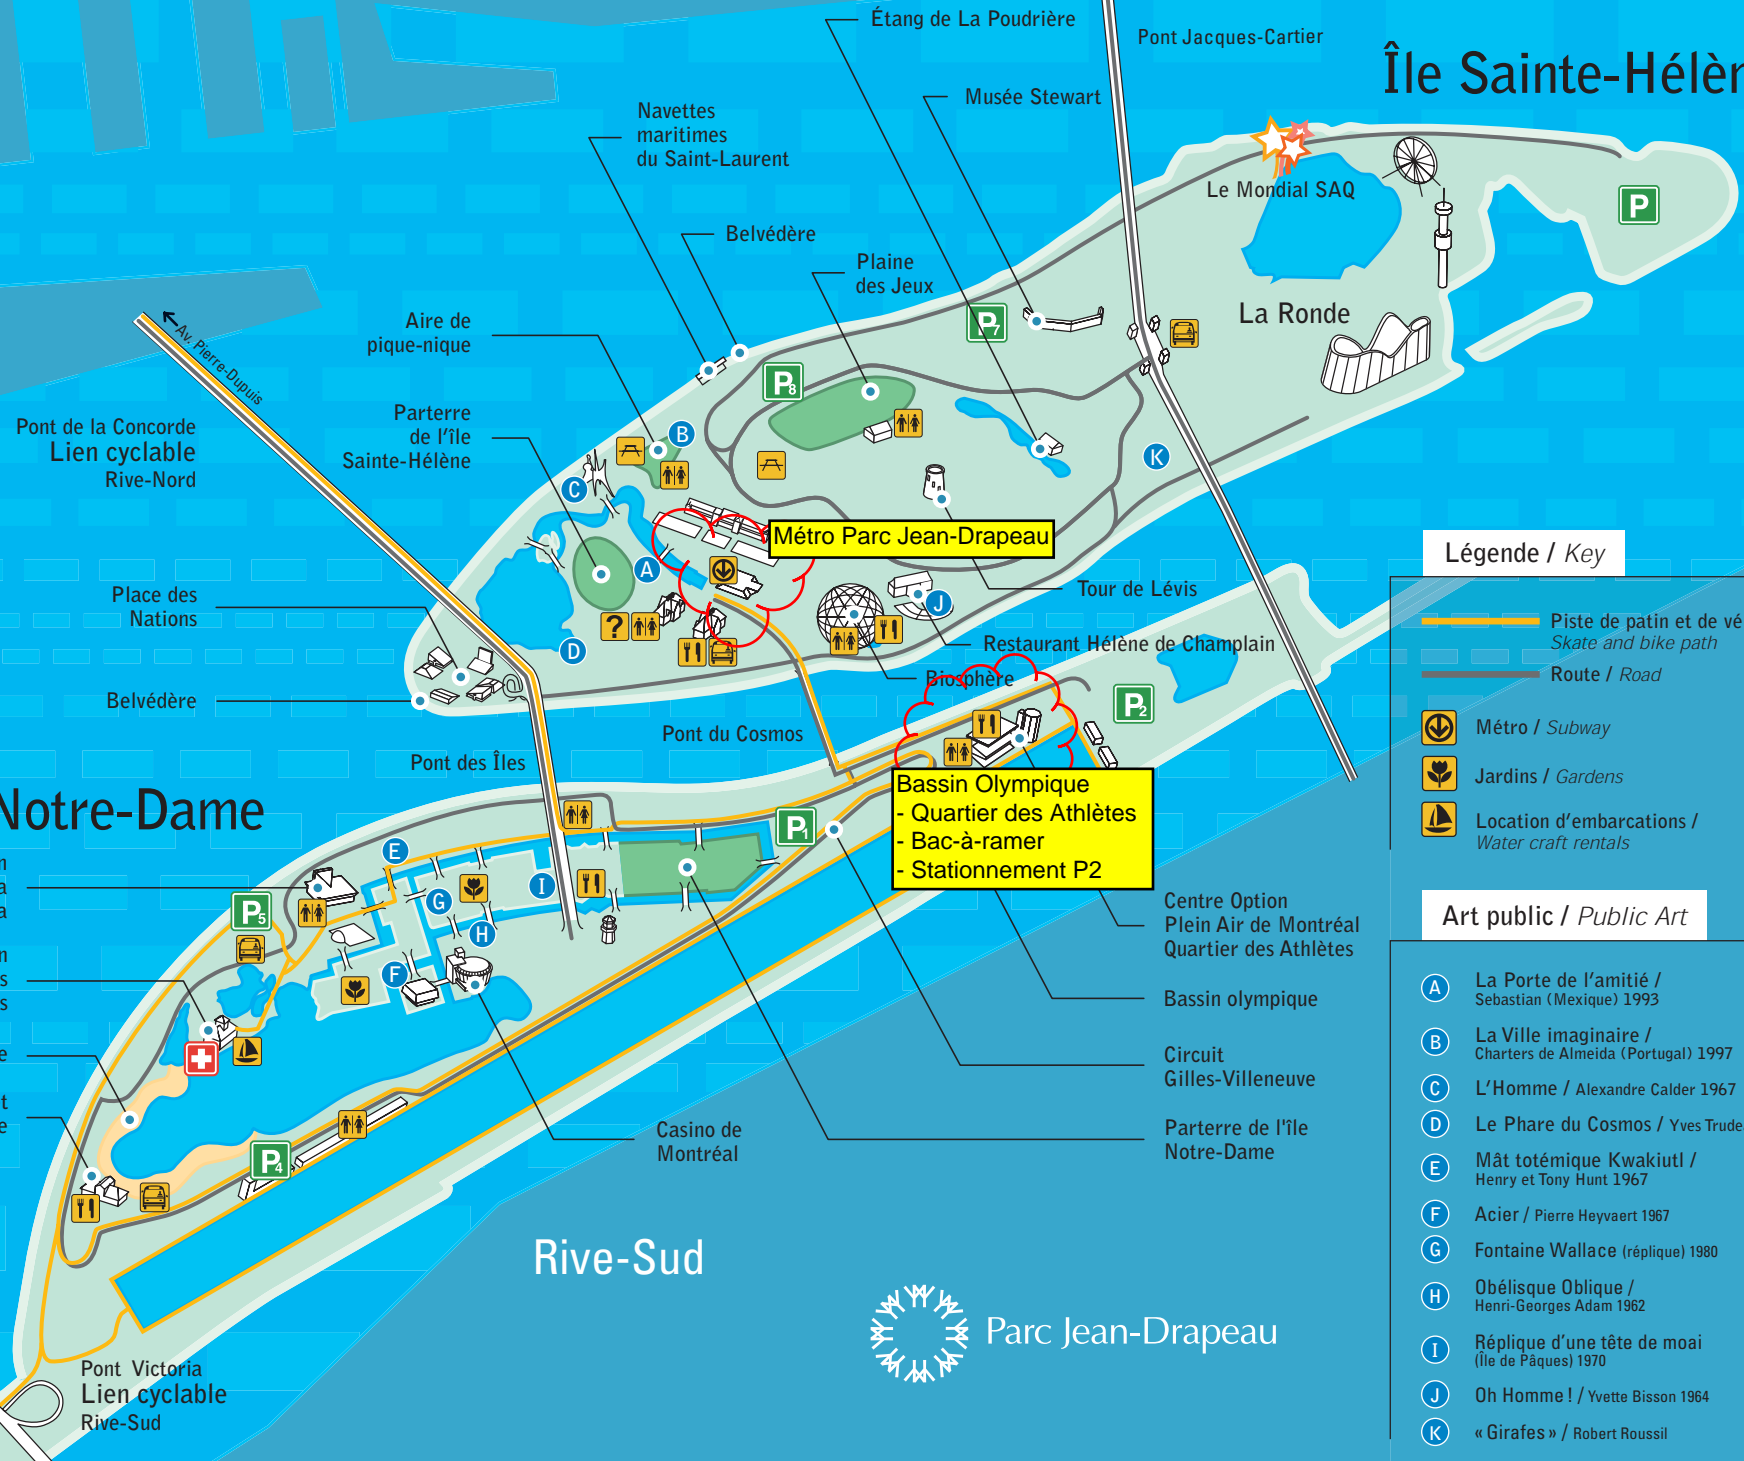 Étang de La Poudrière
Pont Jacques-Cartier
Île Sainte-Hélèn
Musée Stewart
Navettes
maritimes
du Saint-Laurent
Le Mondial SAQ
P
Belvédère
Plaine
des Jeux
La Ronde
P7
Aire de
pique-nique
Av. Pierre-Dupuis
P8
Parterre
de l'île
Sainte-Hélène
Pont de la Concorde
Lien cyclable
Rive-Nord
B
K
C
Métro Parc Jean-Drapeau
A
Place des
Nations
Tour de Lévis
J
?
D
Restaurant Hélène de Champlain
Biosphère
Belvédère
P2
Pont du Cosmos
Pont des Îles
Notre-Dame
Bassin Olympique
- Quartier des Athlètes
- Bac-à-ramer
- Stationnement P2
P1
E
n
a
a
I
G
P5
H
F
n
s
s
e
t
e
Centre Option
Plein Air de Montréal
Quartier des Athlètes
Bassin olympique
Circuit
Gilles-Villeneuve
Parterre de l'île
Notre-Dame
Casino de
Montréal
P4
Rive-Sud
Parc Jean-Drapeau
Pont Victoria
Lien cyclable
Rive-Sud
Légende / Key
Piste de patin et de vé
Skate and bike path
Route / Road
Métro / Subway
Jardins / Gardens
Location d'embarcations /
Water craft rentals
Art public / Public Art
A La Porte de l'amitié /
Sebastian (Mexique) 1993
B La Ville imaginaire /
Charters de Almeida (Portugal) 1997
C L'Homme / Alexandre Calder 1967
D Le Phare du Cosmos / Yves Trude
E Mât totémique Kwakiutl /
Henry et Tony Hunt 1967
F Acier / Pierre Heyvaert 1967
G Fontaine Wallace (réplique) 1980
H Obélisque Oblique /
Henri-Georges Adam 1962
I Réplique d'une tête de moai
(Île de Pâques) 1970
J Oh Homme ! / Yvette Bisson 1964
K « Girafes » / Robert Roussil